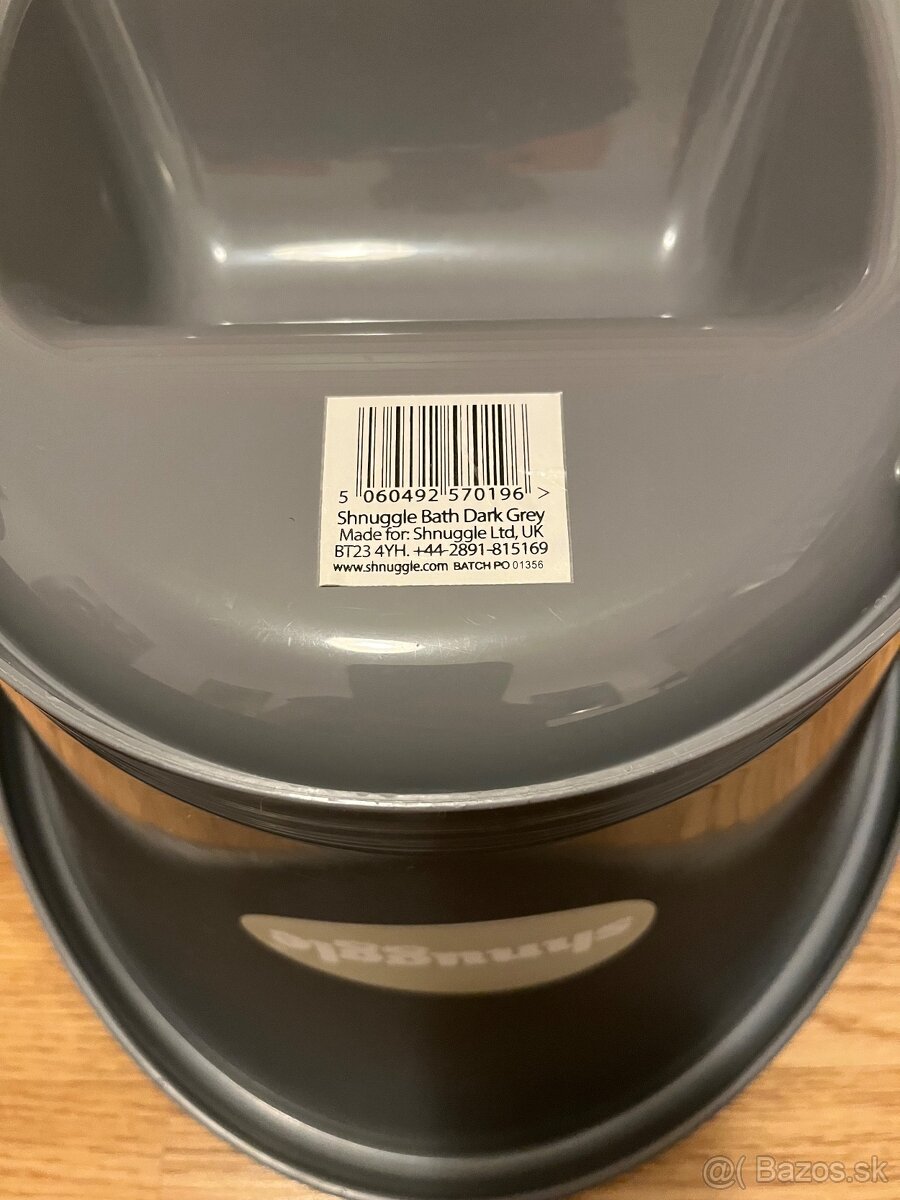 5 060492 570196 >
Shnuggle Bath Dark Grey
Made for: Shnuggle Ltd, UK
BT23 4YH. +44-2891-815169
www.shnuggle.com BATCH PO 01356
shnuggle
@( Bazos.sk